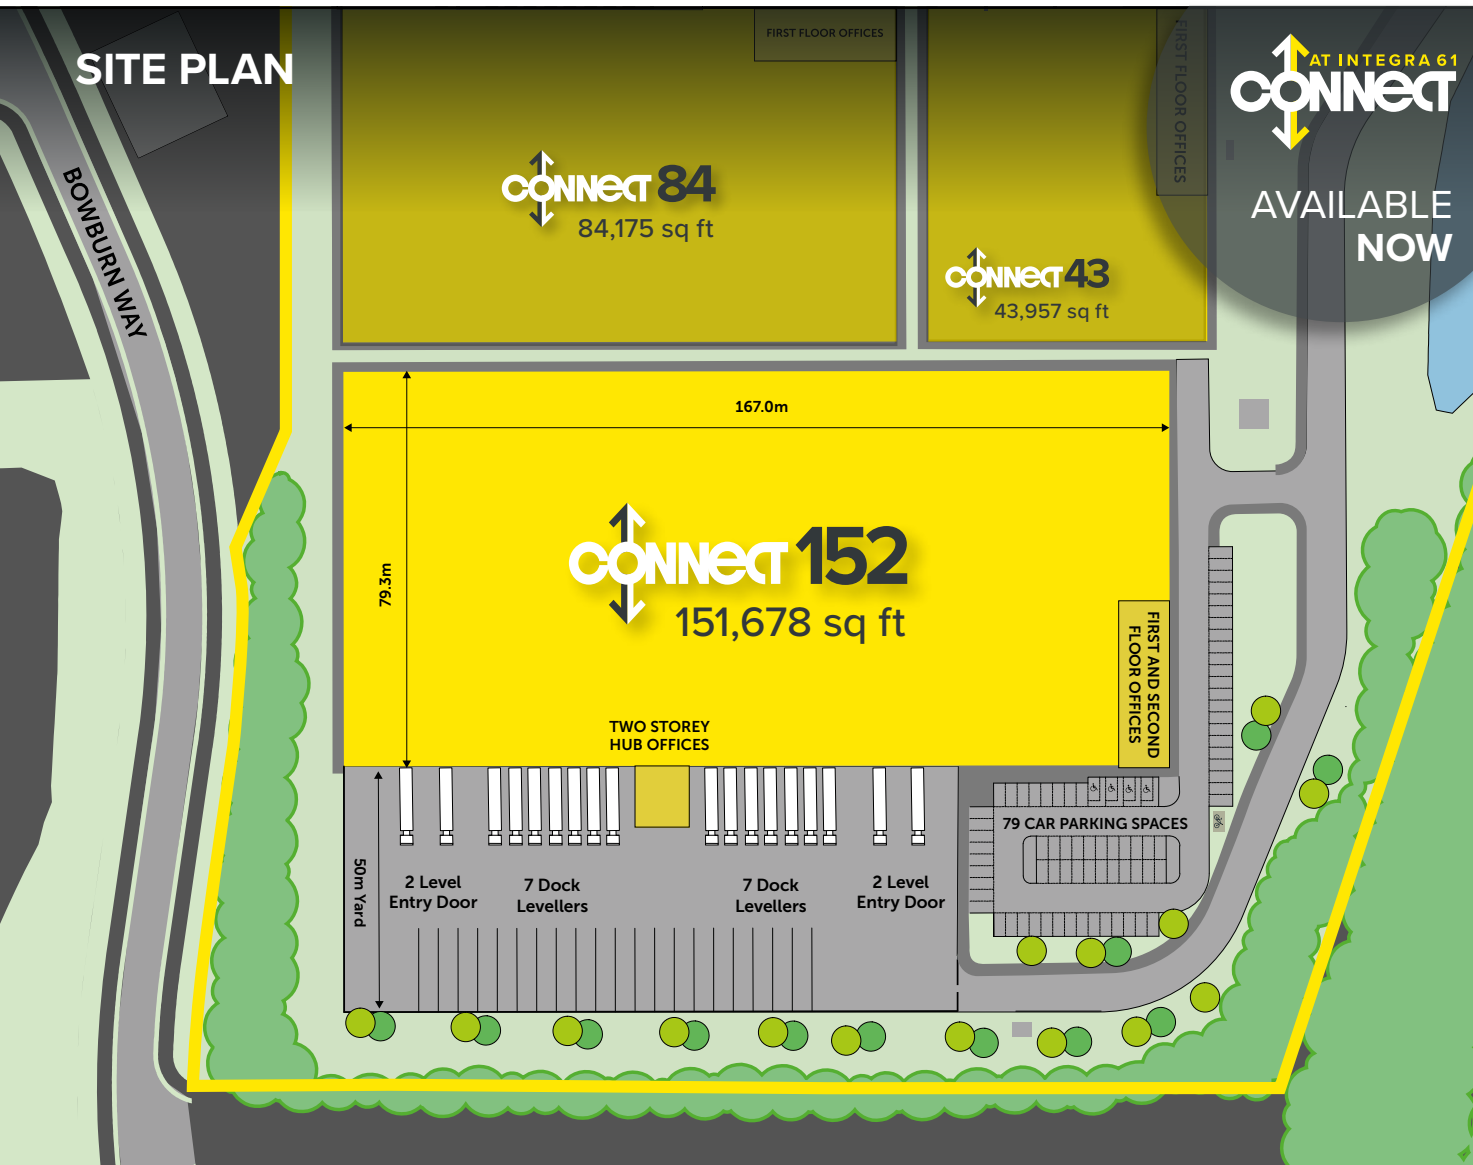 SITE PLAN
FIRST FLOOR OFFICES
FIRST FLOOR OFFICES
AT INTEGRA 61
CONNECT
AVAILABLE
NOW
BOWBURN WAY
CONNECT 84
84,175 sq ft
CONNECT 43
43,957 sq ft
167.0m
79.3m
CONNECT 152
151,678 sq ft
FIRST AND SECOND
FLOOR OFFICES
TWO STOREY
HUB OFFICES
79 CAR PARKING SPACES
50m Yard
2 Level
Entry Door
7 Dock
Levellers
7 Dock
Levellers
2 Level
Entry Door